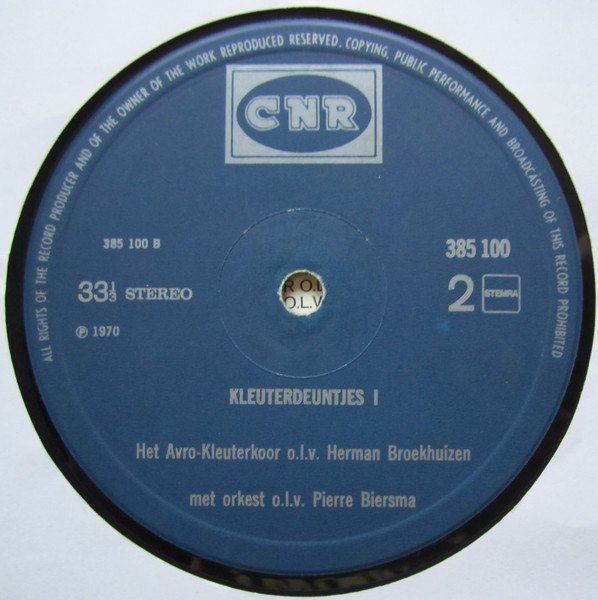 ALL RIGHTS OF THE RECORD PRODUCER AND OF THE OWNER OF THE WORK REPRODUCED RESERVED. COPYING, PUBLIC PERFORMANCE AND BROADCASTING OF THIS RECORD PROHIBITED
CNR
385 100 B
385 100
33⅓ STEREO
2 STEMRA
℗ 1970
R O.L
O.L.V
KLEUTERDEUNTJES I
Het Avro-Kleuterkoor o.l.v. Herman Broekhuizen
met orkest o.l.v. Pierre Biersma